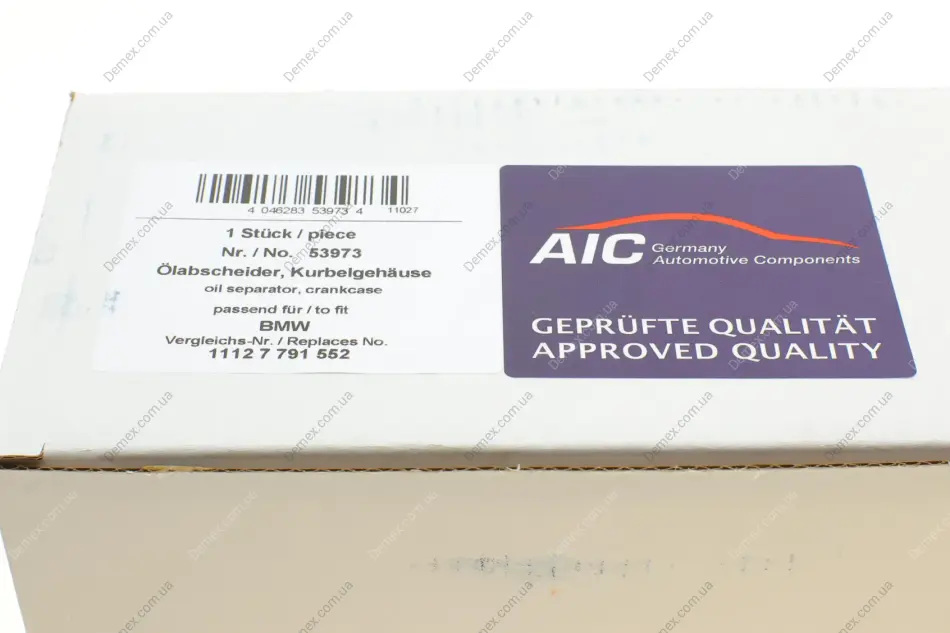 4 046283 53973 4 11027
1 Stück / piece
Nr. / No. 53973
Ölabscheider, Kurbelgehäuse
oil separator, crankcase
passend für / to fit
BMW
Vergleichs-Nr. / Replaces No.
1112 7 791 552
AIC Germany
Automotive Components
GEPRÜFTE QUALITÄT
APPROVED QUALITY
Demex.com.ua